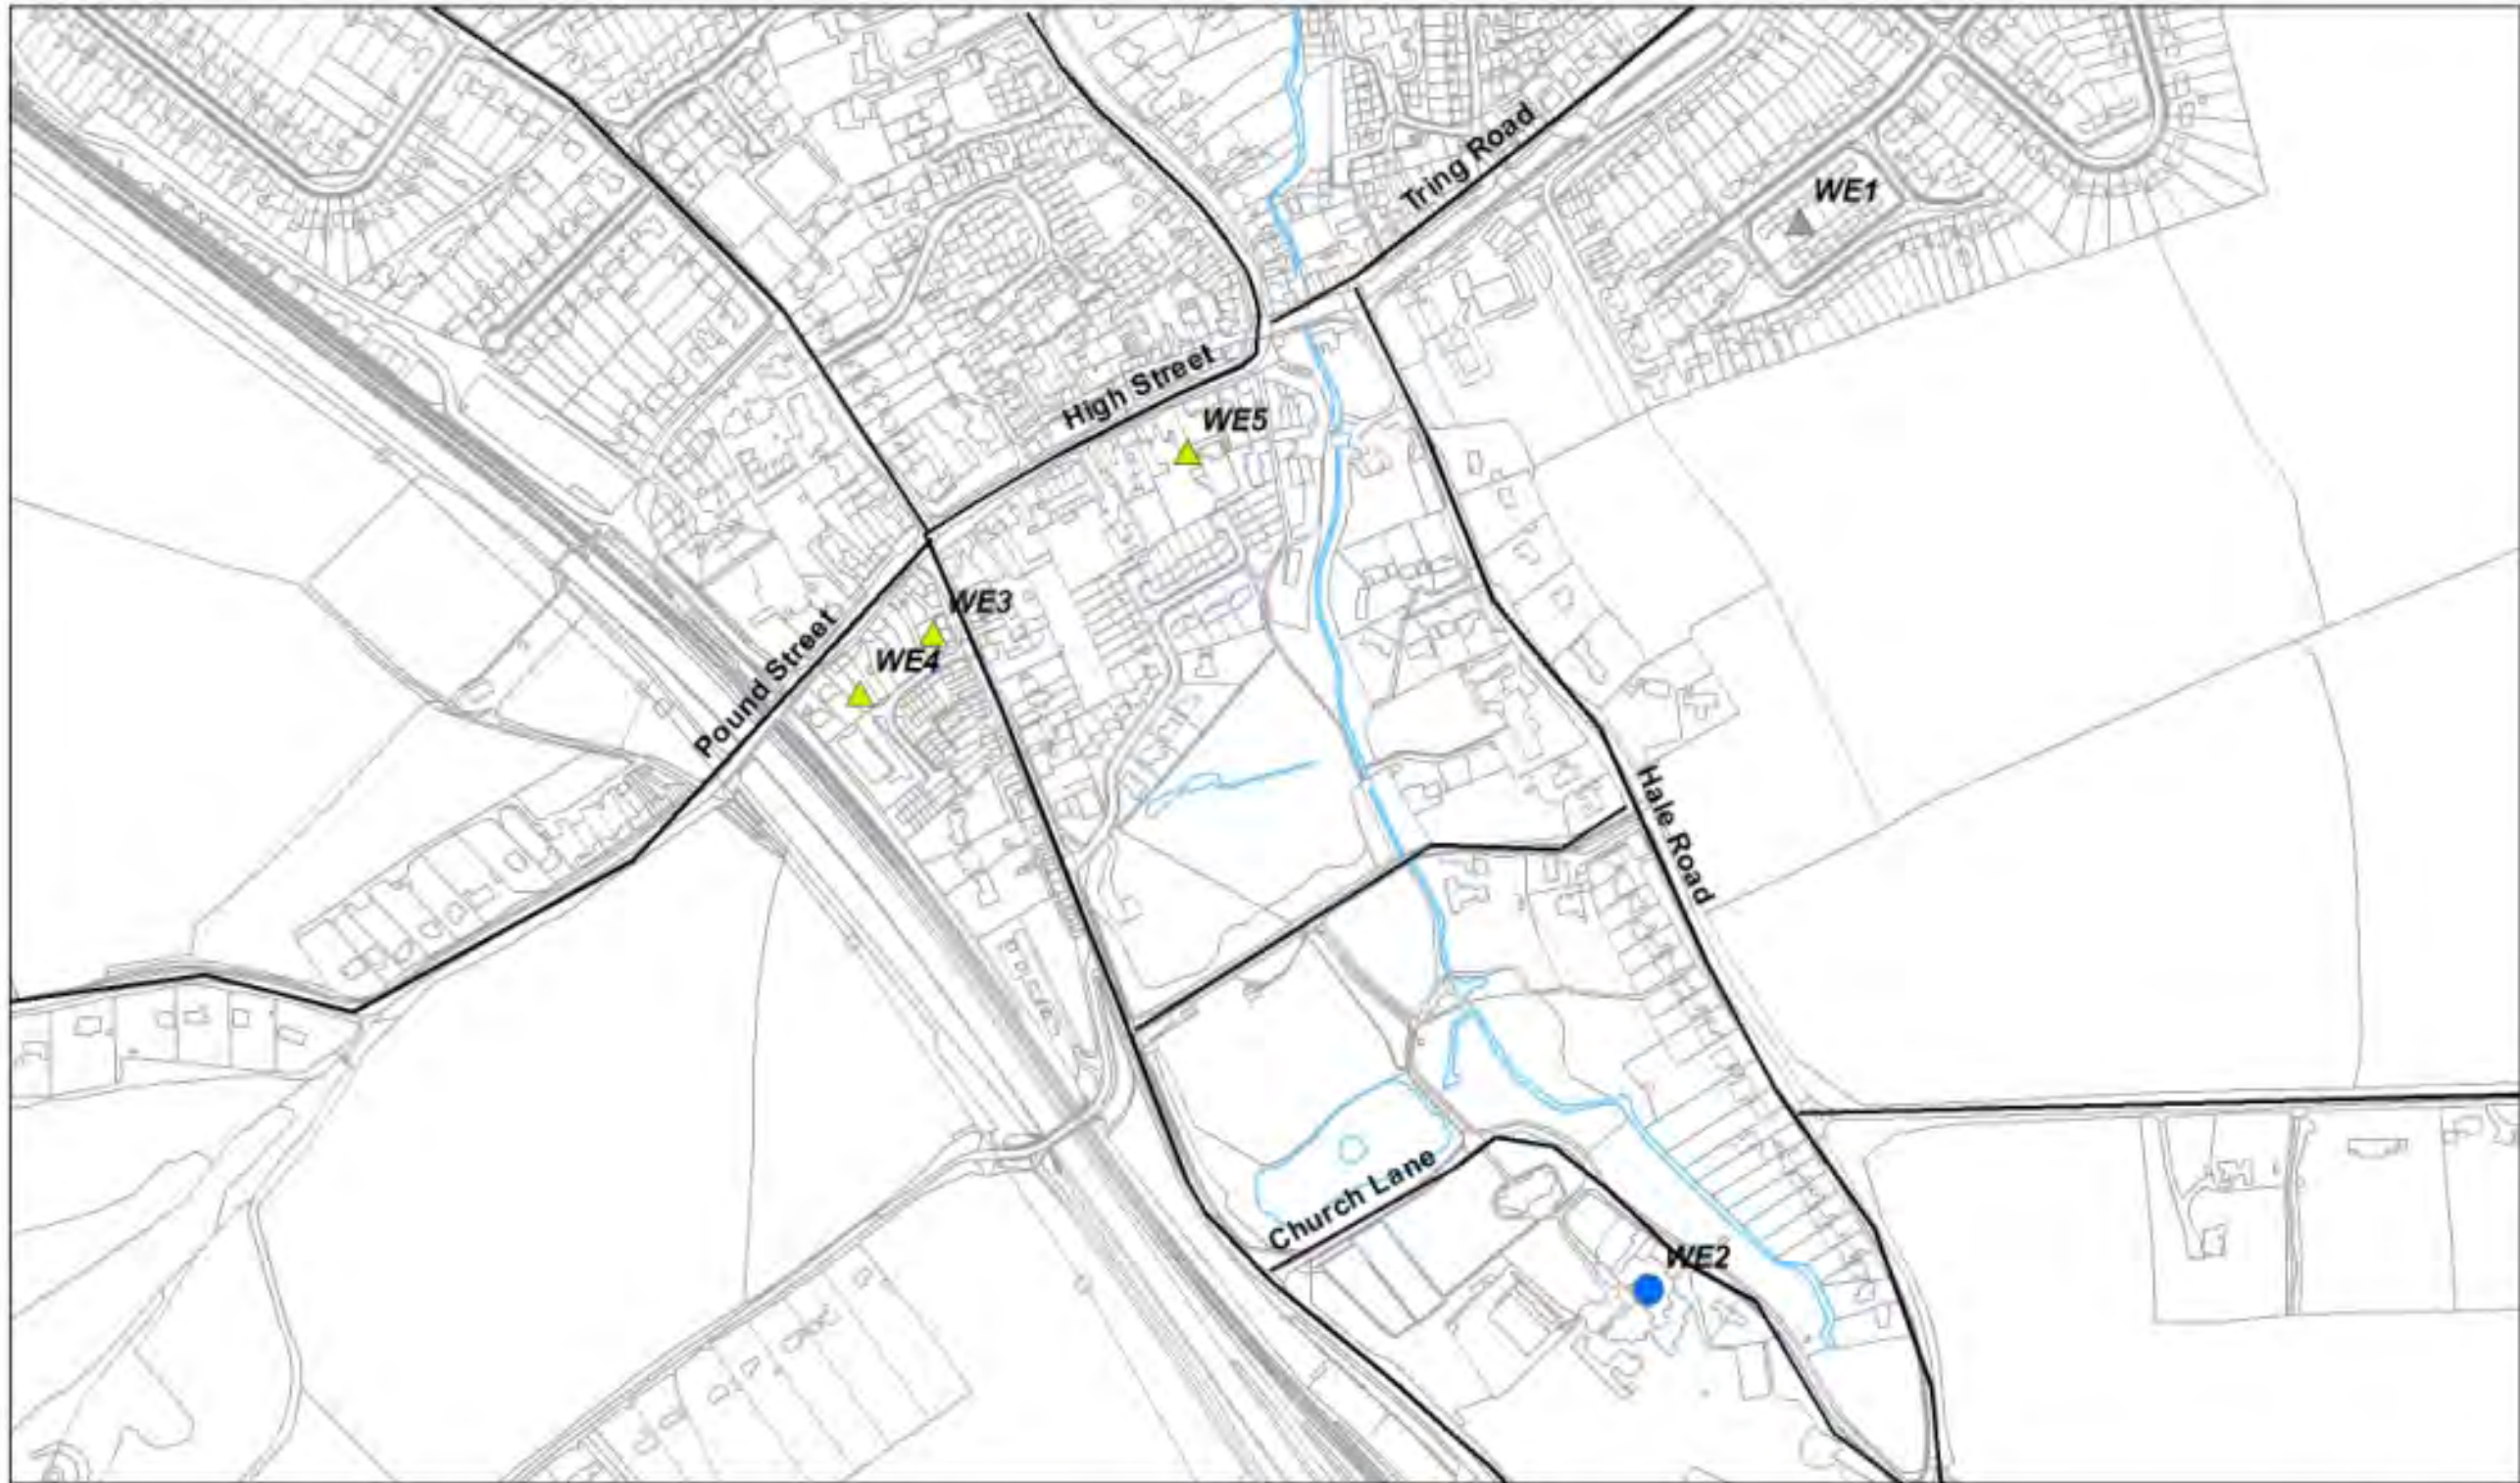 Tring Road
WE1
High Street
WE5
WE3
WE4
Pound Street
Hale Road
Church Lane
WE2